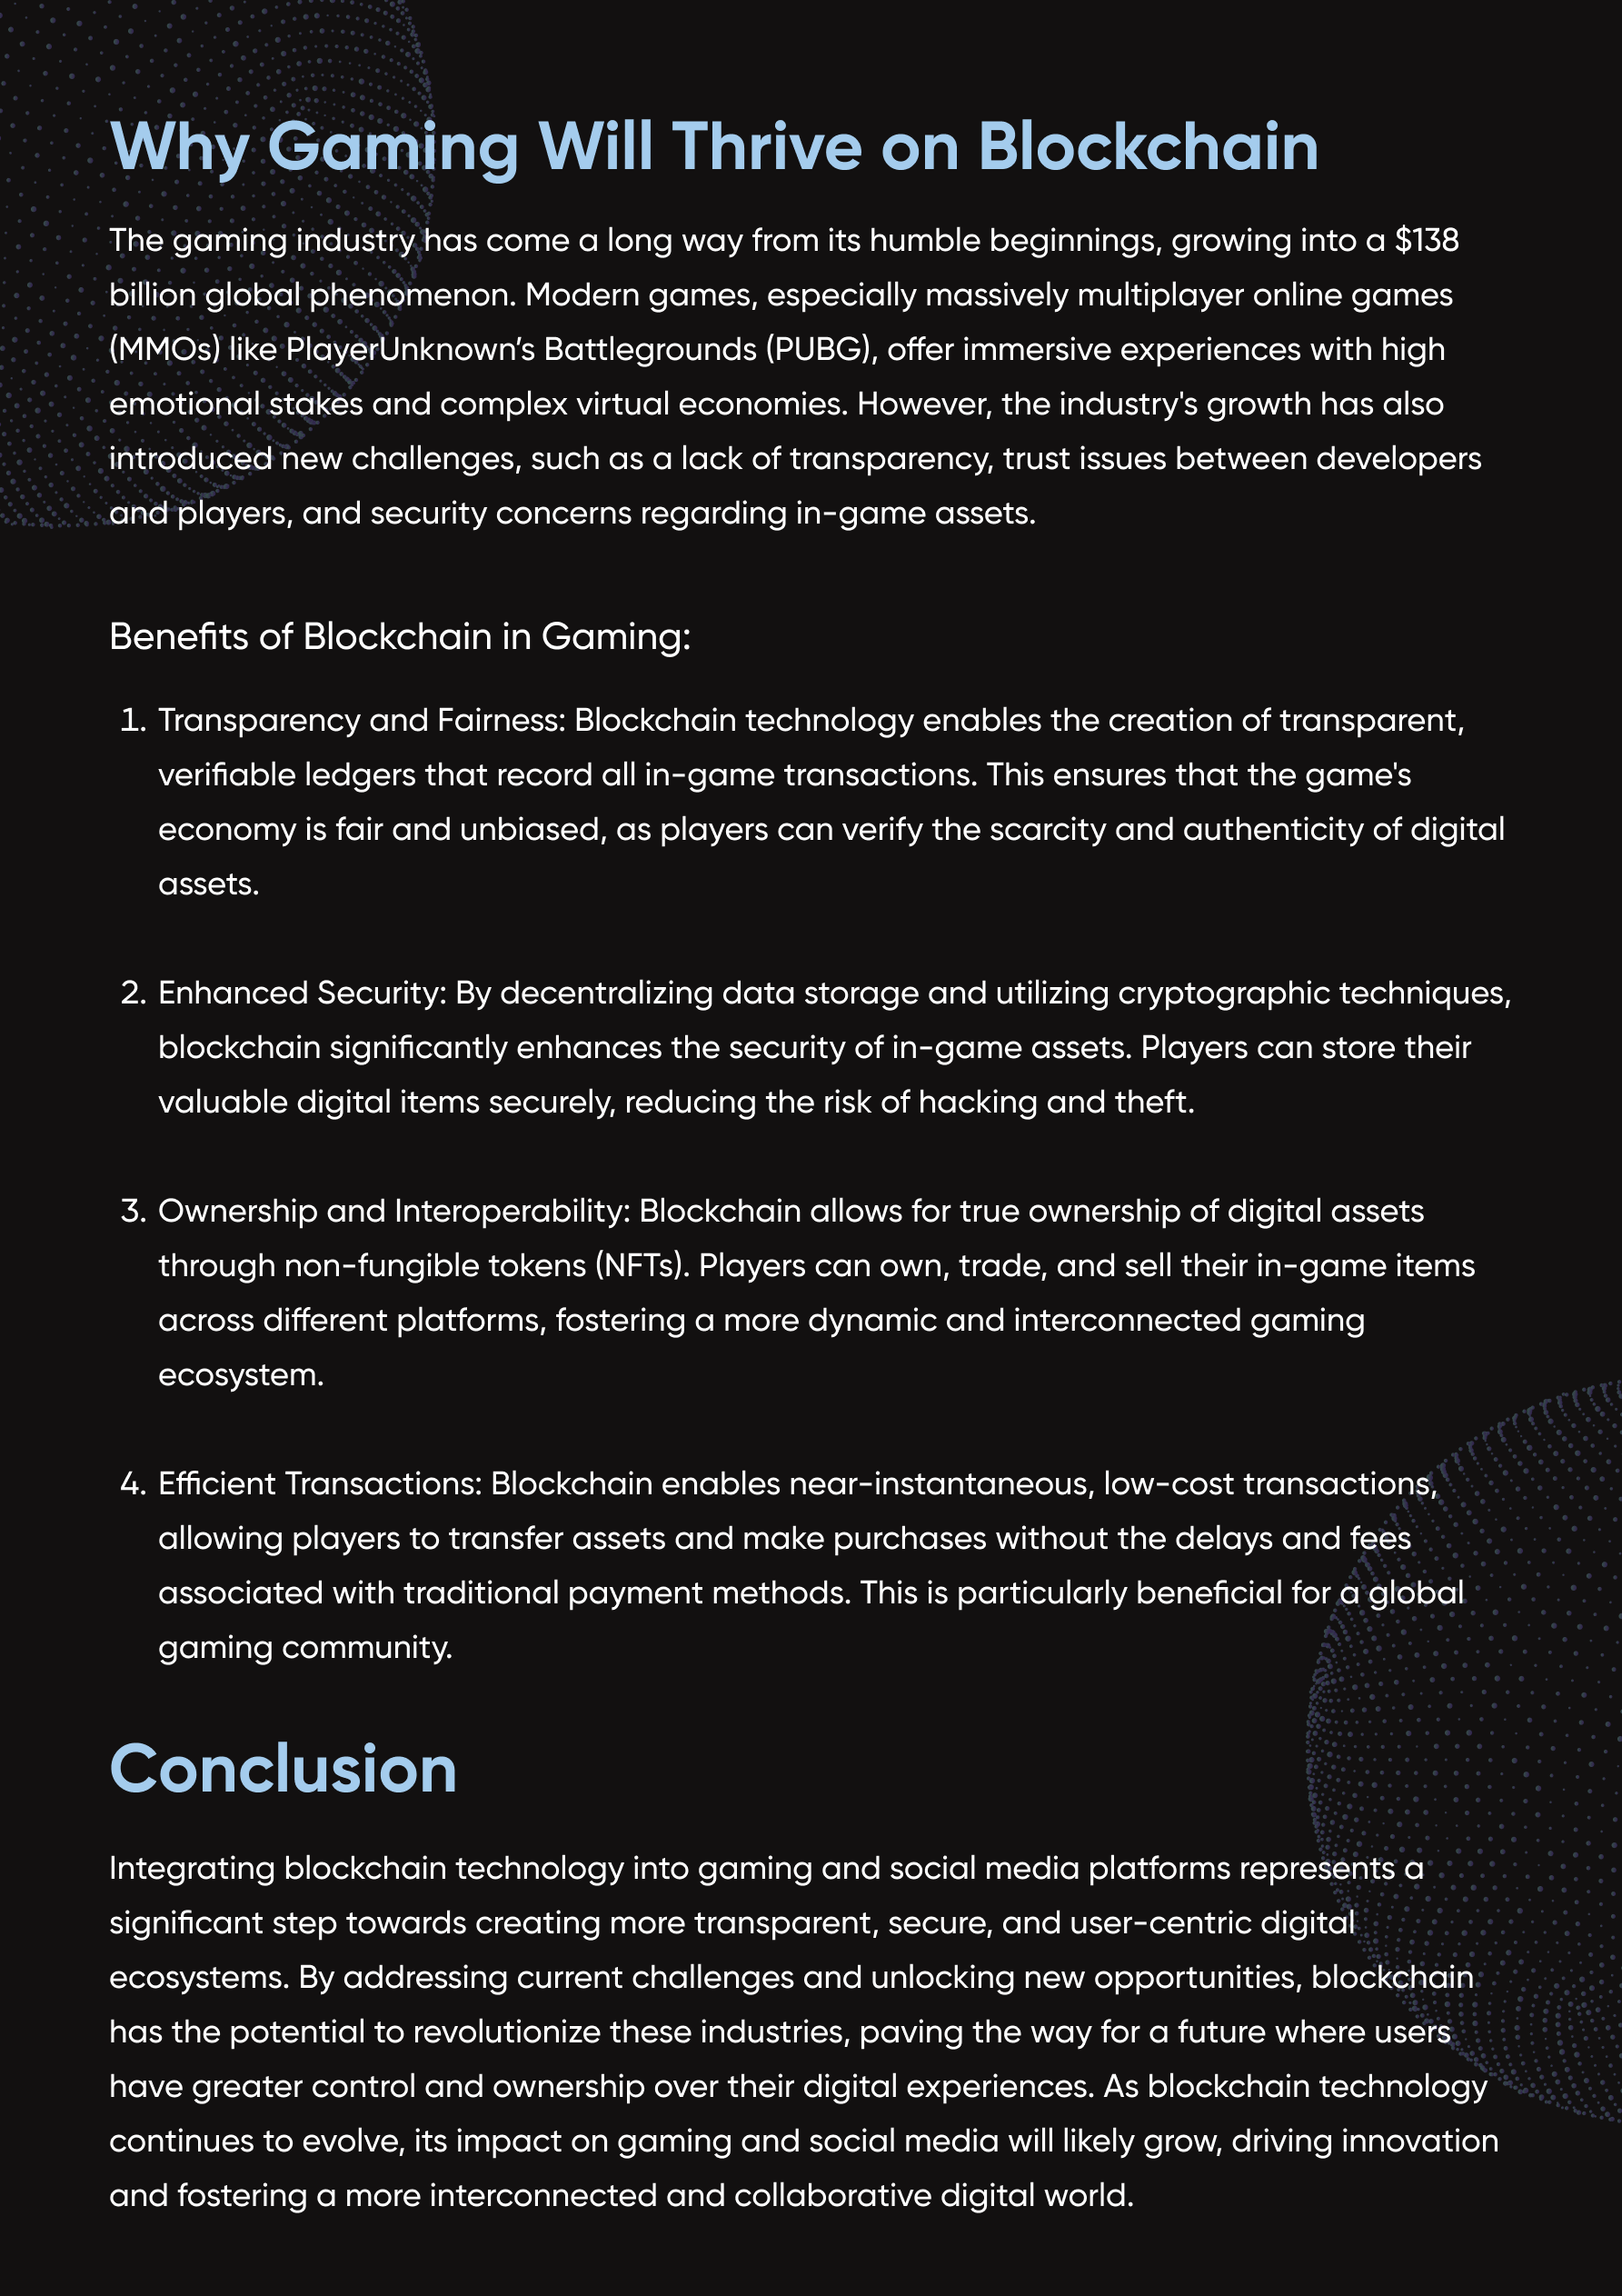 Why Gaming Will Thrive on Blockchain
The gaming industry has come a long way from its humble beginnings, growing into a $138
billion global phenomenon. Modern games, especially massively multiplayer online games
(MMOs) like PlayerUnknown’s Battlegrounds (PUBG), offer immersive experiences with high
emotional stakes and complex virtual economies. However, the industry's growth has also
introduced new challenges, such as a lack of transparency, trust issues between developers
and players, and security concerns regarding in-game assets.
Benefits of Blockchain in Gaming:
1. Transparency and Fairness: Blockchain technology enables the creation of transparent,
verifiable ledgers that record all in-game transactions. This ensures that the game's
economy is fair and unbiased, as players can verify the scarcity and authenticity of digital
assets.
2. Enhanced Security: By decentralizing data storage and utilizing cryptographic techniques,
blockchain significantly enhances the security of in-game assets. Players can store their
valuable digital items securely, reducing the risk of hacking and theft.
3. Ownership and Interoperability: Blockchain allows for true ownership of digital assets
through non-fungible tokens (NFTs). Players can own, trade, and sell their in-game items
across different platforms, fostering a more dynamic and interconnected gaming
ecosystem.
4. Efficient Transactions: Blockchain enables near-instantaneous, low-cost transactions,
allowing players to transfer assets and make purchases without the delays and fees
associated with traditional payment methods. This is particularly beneficial for a global
gaming community.
Conclusion
Integrating blockchain technology into gaming and social media platforms represents a
significant step towards creating more transparent, secure, and user-centric digital
ecosystems. By addressing current challenges and unlocking new opportunities, blockchain
has the potential to revolutionize these industries, paving the way for a future where users
have greater control and ownership over their digital experiences. As blockchain technology
continues to evolve, its impact on gaming and social media will likely grow, driving innovation
and fostering a more interconnected and collaborative digital world.